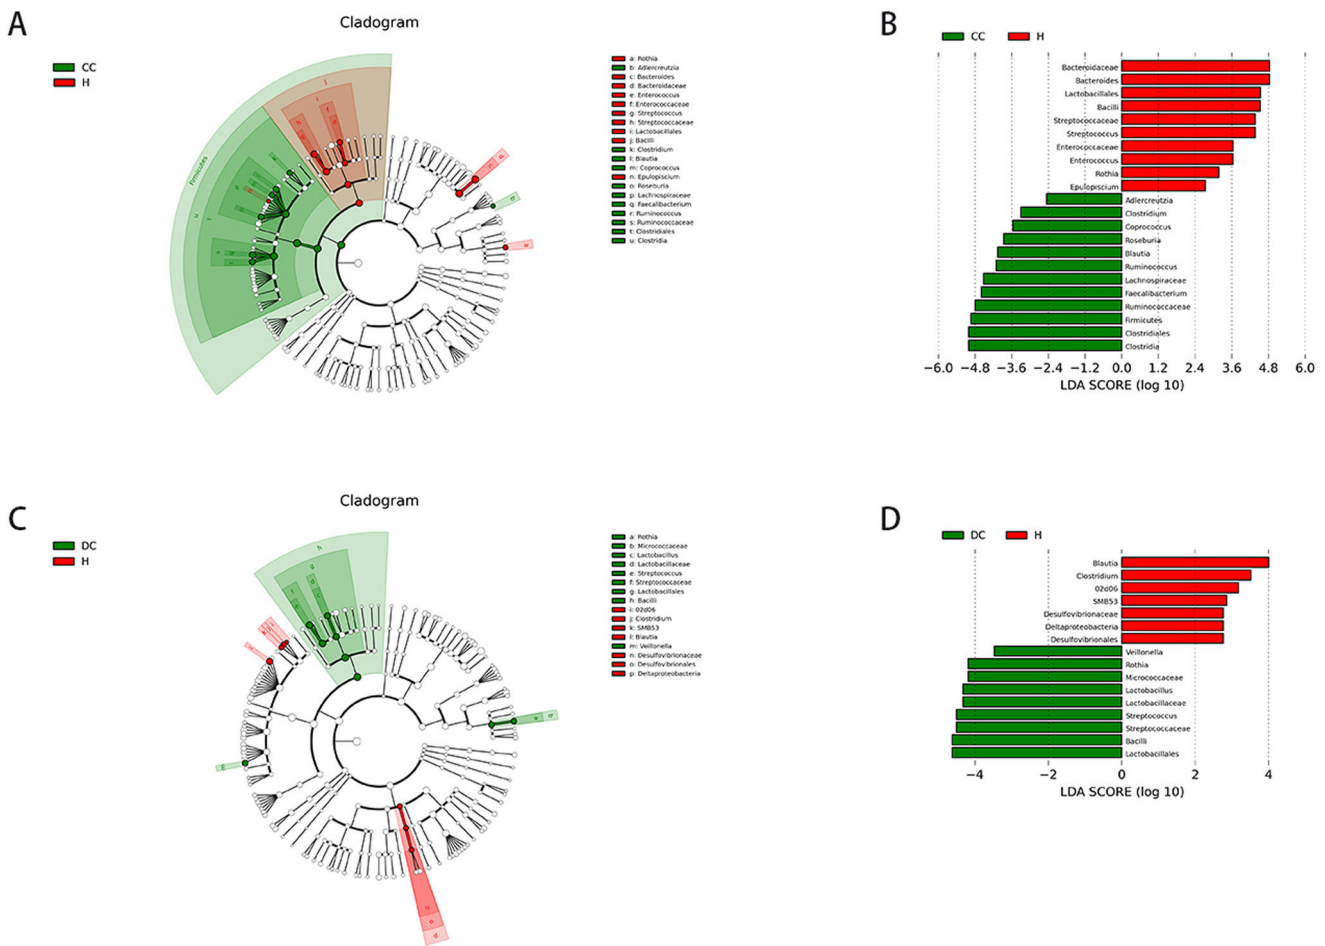 A
Cladogram
CC
H
Firmicutes
a: Rothia
b: Adlercreutzia
c: Bacteroides
d: Bacteroidaceae
e: Enterococcus
f: Enterococcaceae
g: Streptococcus
h: Streptococcaceae
i: Lactobacillales
j: Bacilli
k: Clostridium
l: Blautia
m: Coprococcus
n: Epulopiscium
o: Roseburia
p: Lachnospiraceae
q: Faecalibacterium
r: Ruminococcus
s: Ruminococcaceae
t: Clostridiales
u: Clostridia
B
CC H
Bacteroidaceae
Bacteroides
Lactobacillales
Bacilli
Streptococcaceae
Streptococcus
Enterococcaceae
Enterococcus
Rothia
Epulopiscium
Adlercreutzia
Clostridium
Coprococcus
Roseburia
Blautia
Ruminococcus
Lachnospiraceae
Faecalibacterium
Ruminococcaceae
Firmicutes
Clostridiales
Clostridia
−6.0 −4.8 −3.6 −2.4 −1.2 0.0 1.2 2.4 3.6 4.8 6.0
LDA SCORE (log 10)
C
Cladogram
DC
H
a: Rothia
b: Micrococcaceae
c: Lactobacillus
d: Lactobacillaceae
e: Streptococcus
f: Streptococcaceae
g: Lactobacillales
h: Bacilli
i: 02d06
j: Clostridium
k: SMB53
l: Blautia
m: Veillonella
n: Desulfovibrionaceae
o: Desulfovibrionales
p: Deltaproteobacteria
D
DC H
Blautia
Clostridium
02d06
SMB53
Desulfovibrionaceae
Deltaproteobacteria
Desulfovibrionales
Veillonella
Rothia
Micrococcaceae
Lactobacillus
Lactobacillaceae
Streptococcus
Streptococcaceae
Bacilli
Lactobacillales
−4 −2 0 2 4
LDA SCORE (log 10)